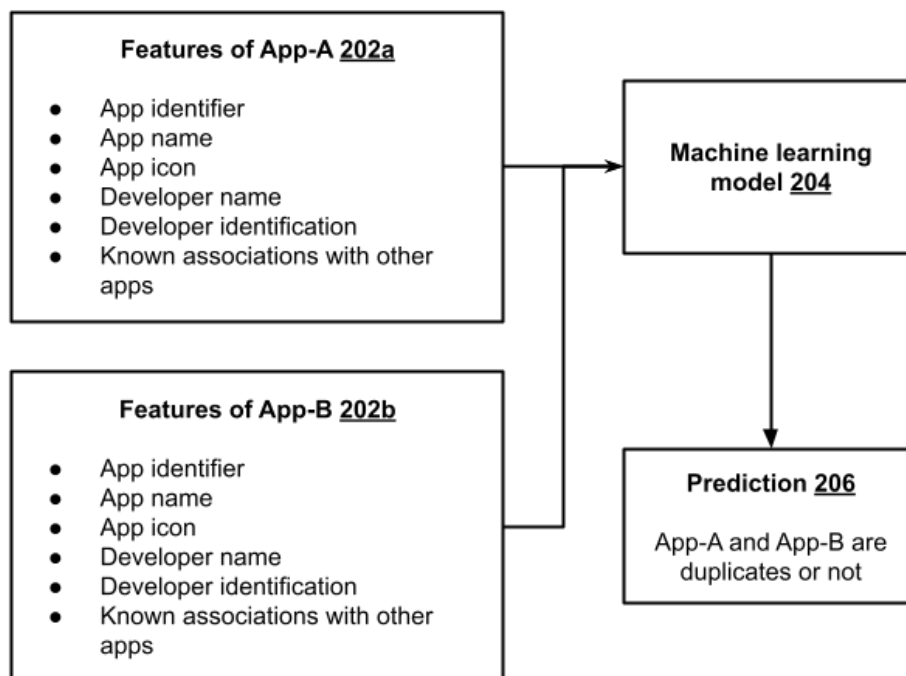 Features of App-A 202a
● App identifier
● App name
● App icon
● Developer name
● Developer identification
● Known associations with other
apps
Machine learning
model 204
Features of App-B 202b
● App identifier
● App name
● App icon
● Developer name
● Developer identification
● Known associations with other
apps
Prediction 206
App-A and App-B are
duplicates or not